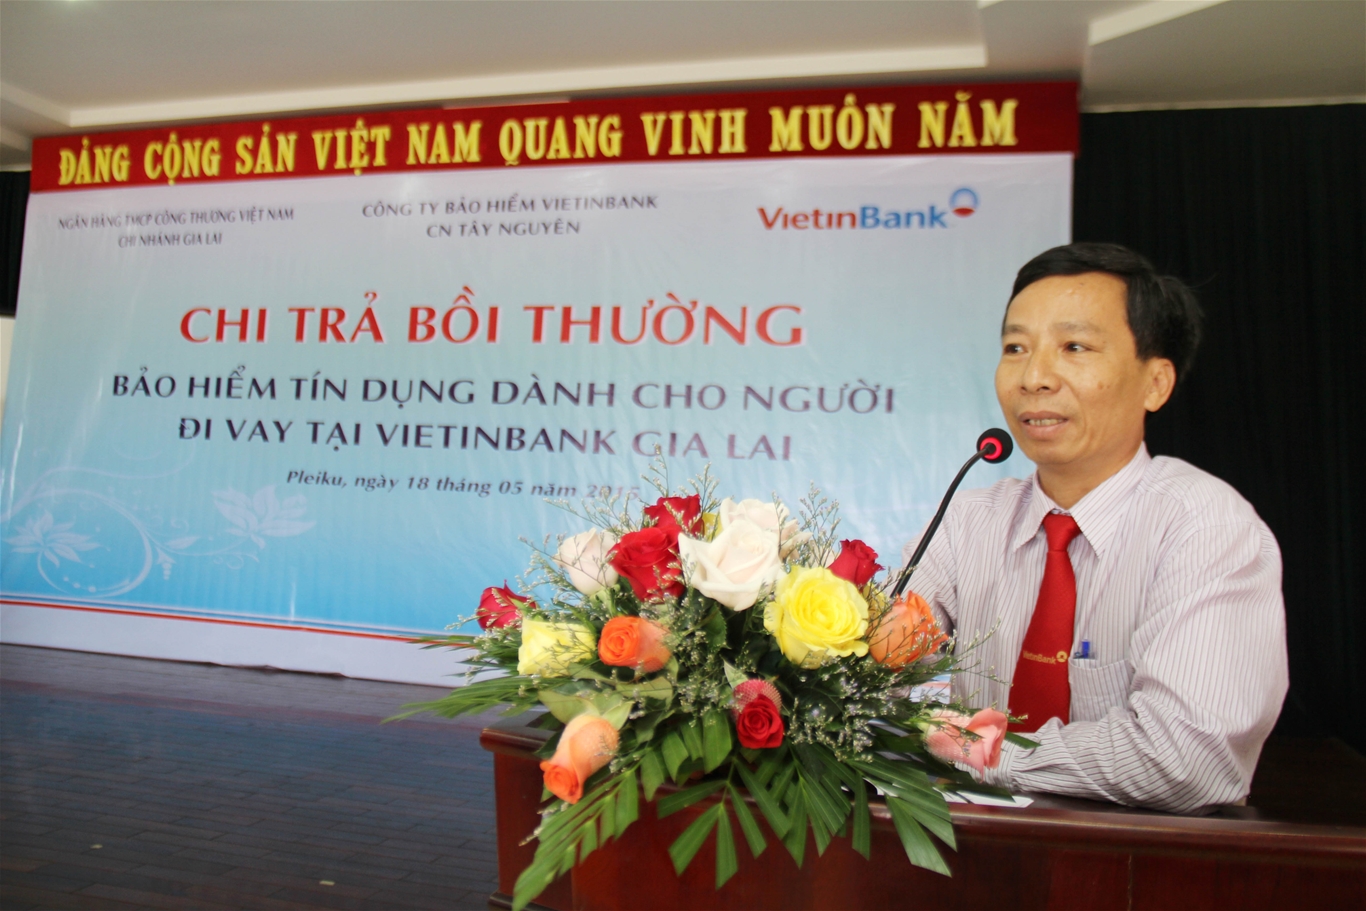 ĐẢNG CỘNG SẢN VIỆT NAM QUANG VINH MUÔN NĂM
NGÂN HÀNG TMCP CÔNG THƯƠNG VIỆT NAM
CHI NHÁNH GIA LAI
CÔNG TY BẢO HIỂM VIETINBANK
CN TÂY NGUYÊN
VietinBank
CHI TRẢ BỒI THƯỜNG
BẢO HIỂM TÍN DỤNG DÀNH CHO NGƯỜI
ĐI VAY TẠI VIETINBANK GIA LAI
Pleiku, ngày 18 tháng 05 năm 2015
VietinBank